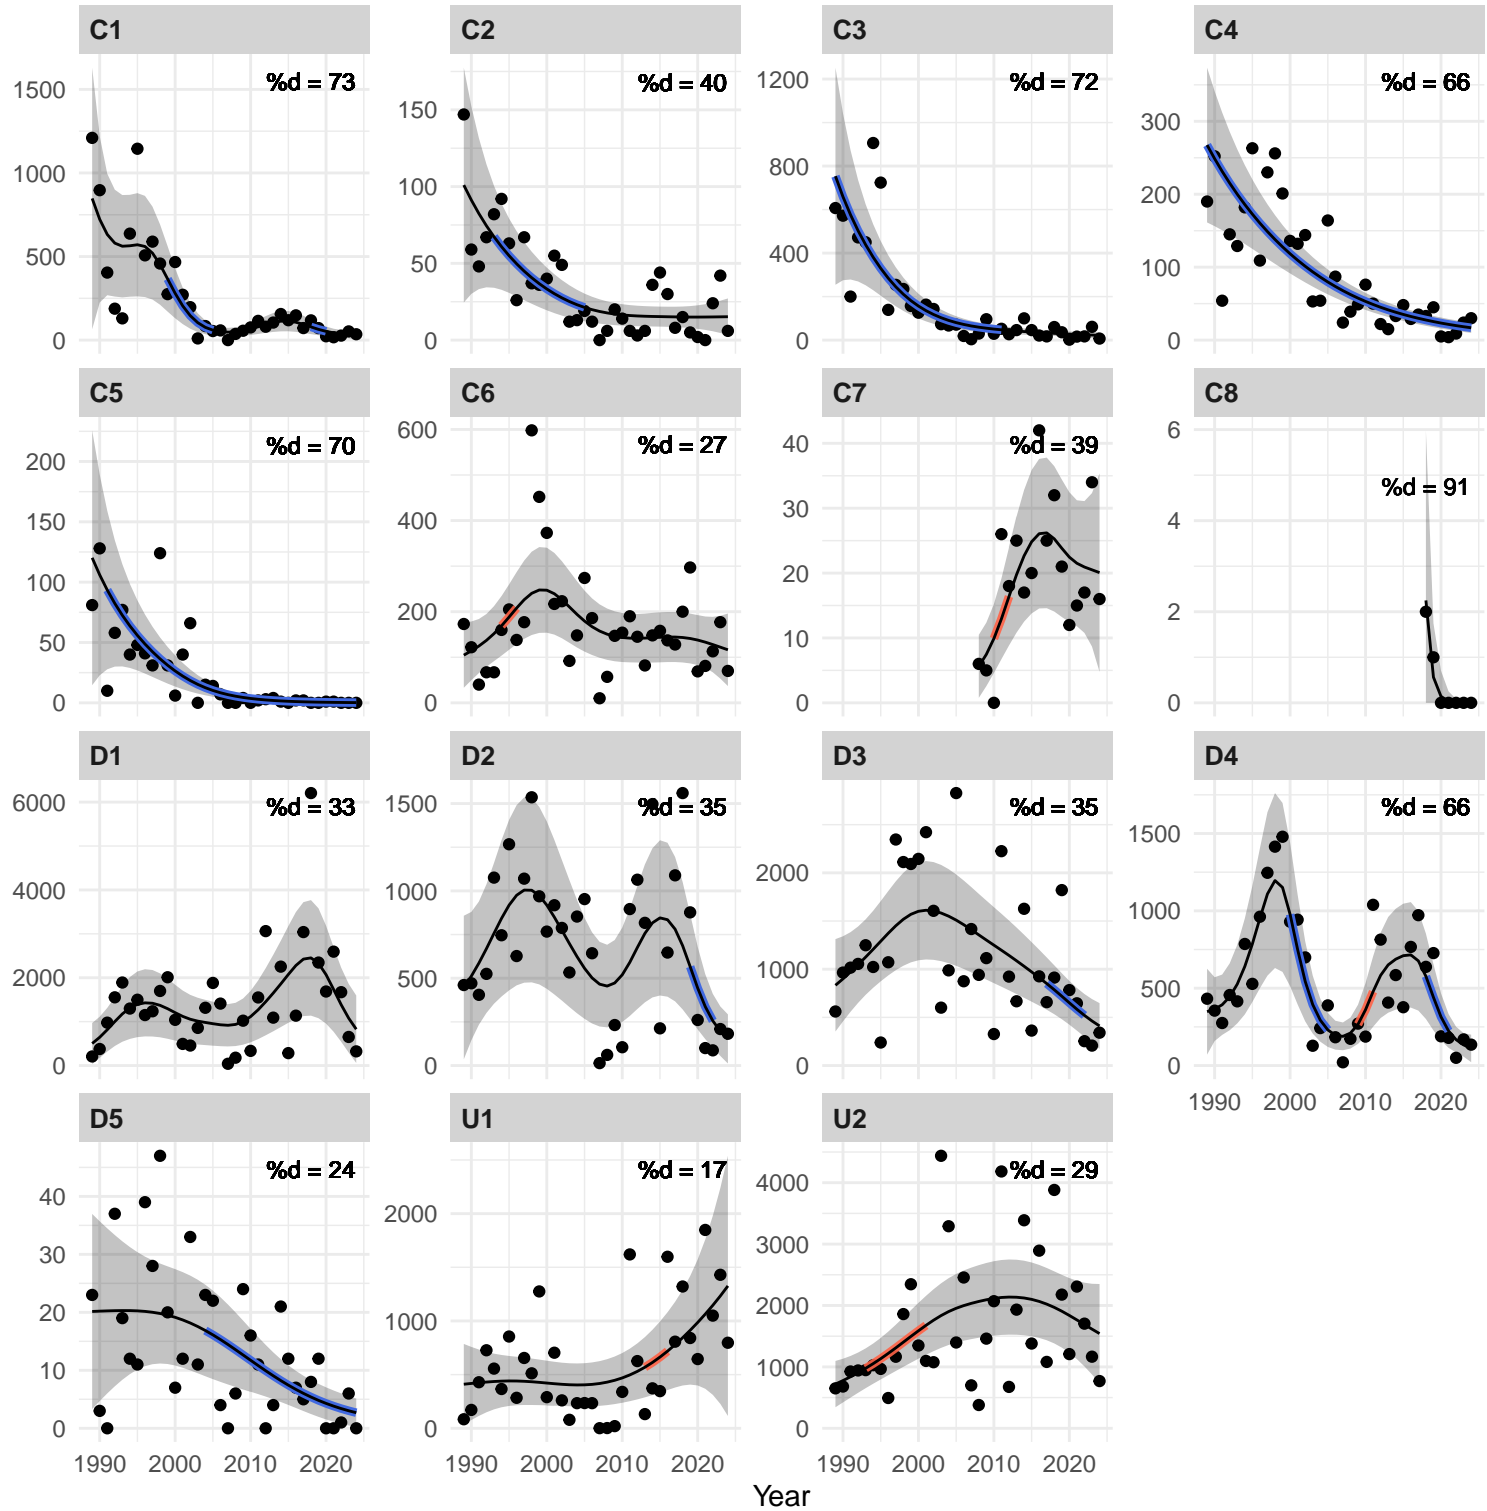 C1
%d = 73
1500
1000
500
0
C2
%d = 40
150
100
50
0
C3
%d = 72
1200
800
400
0
C4
%d = 66
300
200
100
0
C5
%d = 70
200
150
100
50
0
C6
%d = 27
600
400
200
0
C7
%d = 39
40
30
20
10
0
C8
%d = 91
6
4
2
0
D1
%d = 33
6000
4000
2000
0
D2
%d = 35
1500
1000
500
0
D3
%d = 35
2000
1000
0
D4
%d = 66
1500
1000
500
0
1990 2000 2010 2020
D5
%d = 24
40
30
20
10
0
1990 2000 2010 2020
U1
%d = 17
2000
1000
0
1990 2000 2010 2020
U2
%d = 29
4000
3000
2000
1000
0
1990 2000 2010 2020
Year